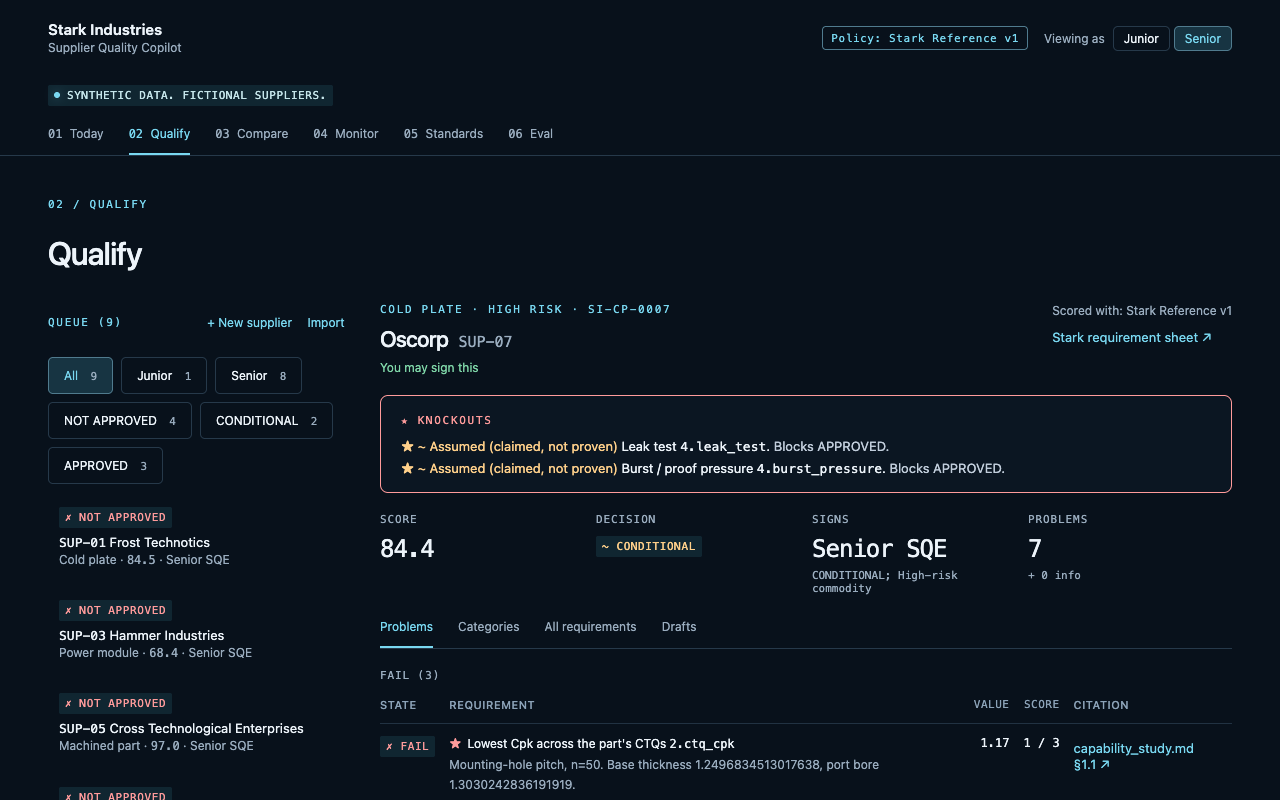 Stark Industries
Supplier Quality Copilot
Policy: Stark Reference v1
Viewing as
Junior
Senior
SYNTHETIC DATA. FICTIONAL SUPPLIERS.
01 Today
02 Qualify
03 Compare
04 Monitor
05 Standards
06 Eval
02 / QUALIFY
Qualify
QUEUE (9)
+ New supplier
Import
All 9
Junior 1
Senior 8
NOT APPROVED 4
CONDITIONAL 2
APPROVED 3
✗ NOT APPROVED
SUP-01 Frost Technotics
Cold plate · 84.5 · Senior SQE
✗ NOT APPROVED
SUP-03 Hammer Industries
Power module · 68.4 · Senior SQE
✗ NOT APPROVED
SUP-05 Cross Technological Enterprises
Machined part · 97.0 · Senior SQE
✗ NOT APPROVED
COLD PLATE · HIGH RISK · SI-CP-0007
Oscorp SUP-07
You may sign this
Scored with: Stark Reference v1
Stark requirement sheet ↗
★ KNOCKOUTS
★ ~ Assumed (claimed, not proven) Leak test 4.leak_test. Blocks APPROVED.
★ ~ Assumed (claimed, not proven) Burst / proof pressure 4.burst_pressure. Blocks APPROVED.
SCORE
84.4
DECISION
~ CONDITIONAL
SIGNS
Senior SQE
CONDITIONAL; High-risk
commodity
PROBLEMS
7
+ 0 info
Problems
Categories
All requirements
Drafts
FAIL (3)
STATE
REQUIREMENT
VALUE
SCORE
CITATION
✗ FAIL
★ Lowest Cpk across the part's CTQs 2.ctq_cpk
Mounting-hole pitch, n=50. Base thickness 1.2496834513017638, port bore
1.3030242836191919.
1.17
1 / 3
capability_study.md
§1.1 ↗